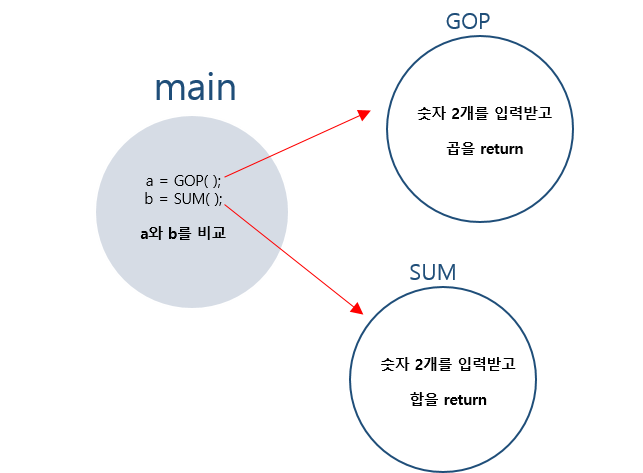 main
a = GOP( );
b = SUM( );
a와 b를 비교
GOP
숫자 2개를 입력받고
곱을 return
SUM
숫자 2개를 입력받고
합을 return